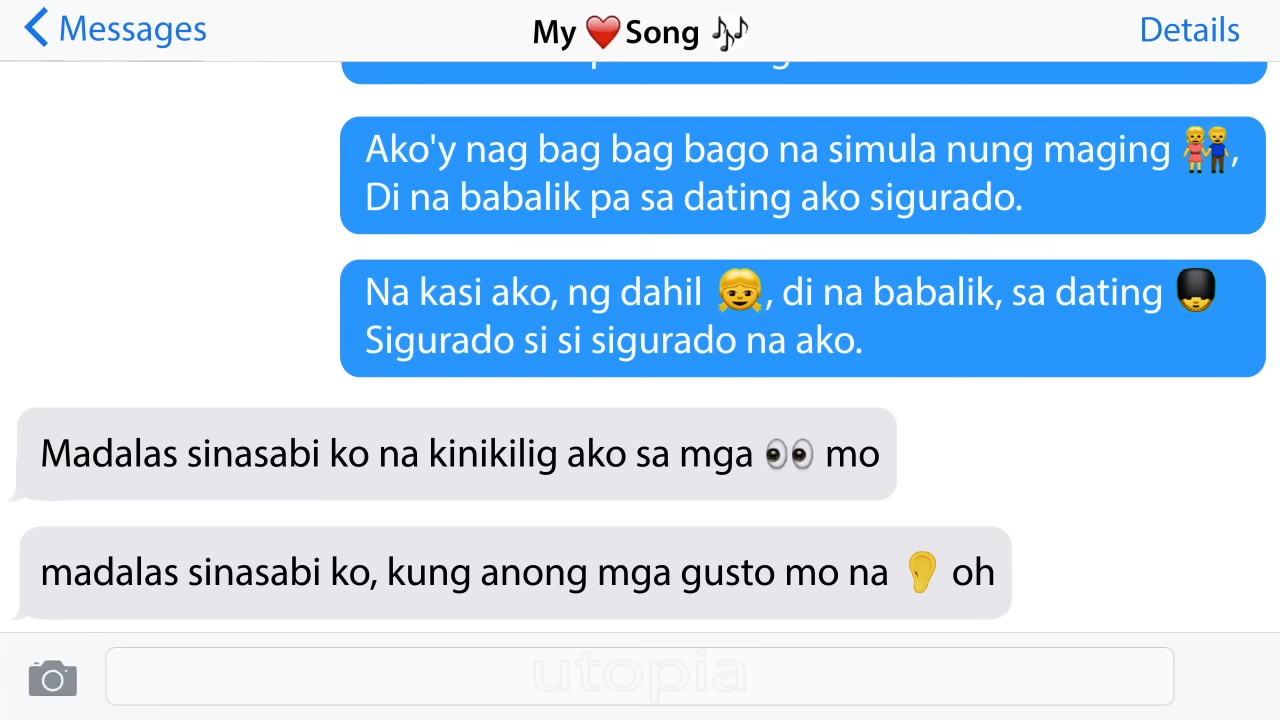 Messages
My ❤️ Song 🎶
Details
Ako'y nag bag bag bago na simula nung maging 👫,
Di na babalik pa sa dating ako sigurado.
Na kasi ako, ng dahil 👧, di na babalik, sa dating 💂
Sigurado si si sigurado na ako.
Madalas sinasabi ko na kinikilig ako sa mga 👀 mo
madalas sinasabi ko, kung anong mga gusto mo na 👂 oh
utopia